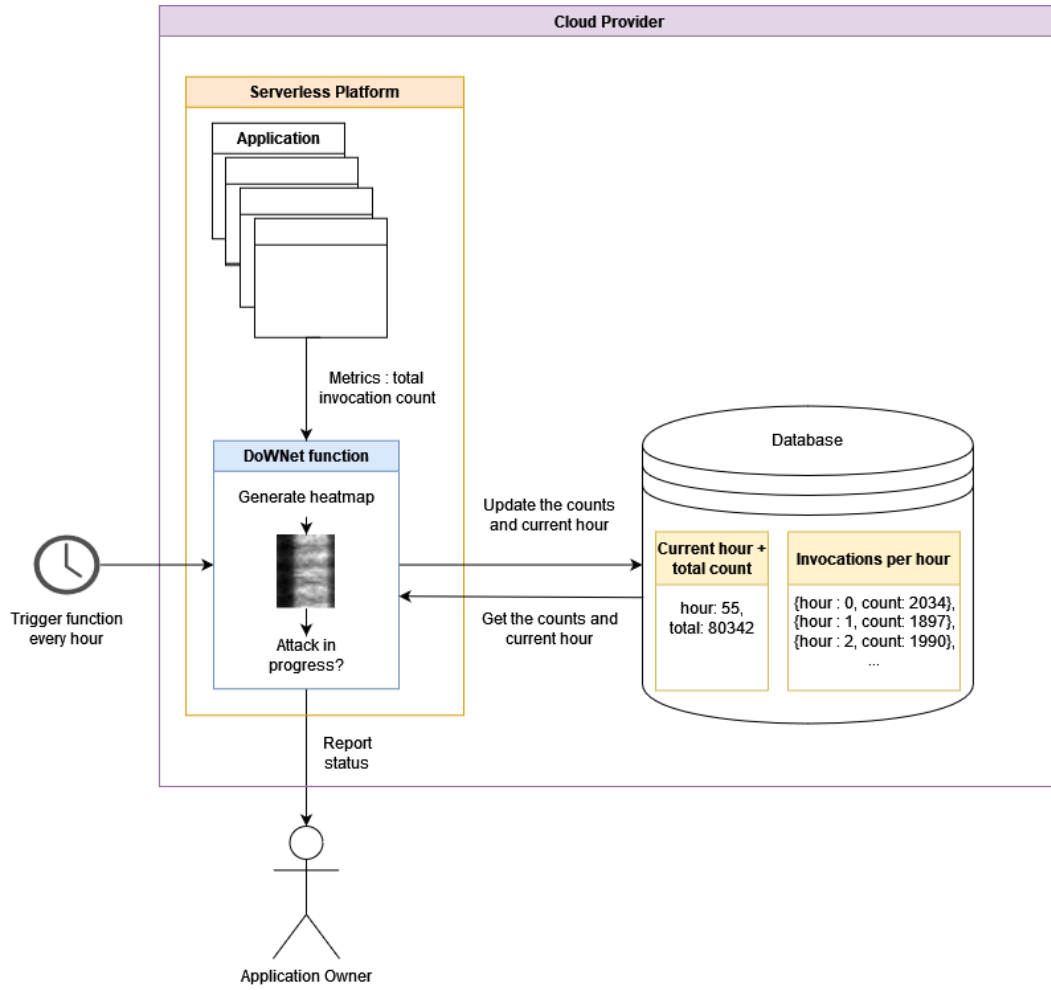 Cloud Provider
Serverless Platform
Application
Metrics : total
invocation count
DoWNet function
Generate heatmap
Attack in
progress?
Trigger function
every hour
Update the counts
and current hour
Get the counts and
current hour
Database
Current hour +
total count
hour: 55,
total: 80342
Invocations per hour
{hour : 0, count: 2034},
{hour : 1, count: 1897},
{hour : 2, count: 1990},
...
Report
status
Application Owner